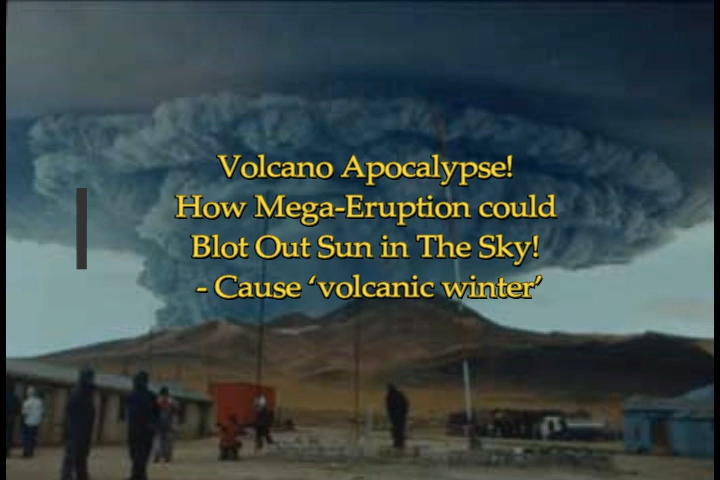 Volcano Apocalypse!
How Mega-Eruption could
Blot Out Sun in The Sky!
- Cause ‘volcanic winter’